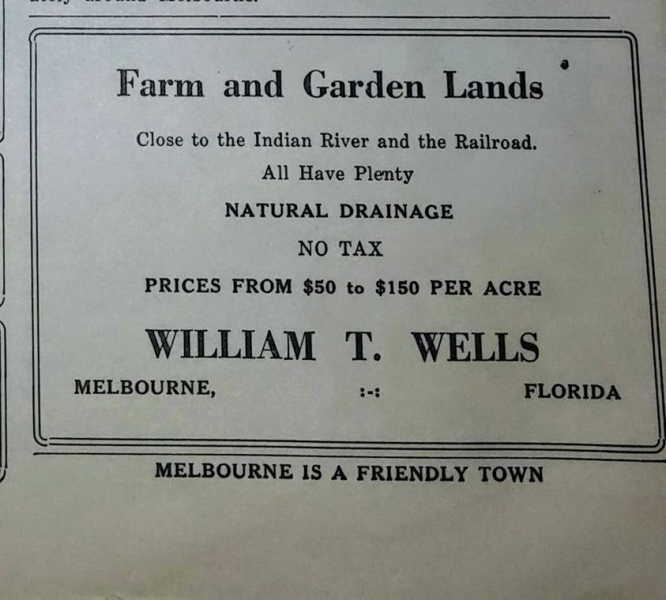 Farm and Garden Lands
Close to the Indian River and the Railroad.
All Have Plenty
NATURAL DRAINAGE
NO TAX
PRICES FROM $50 to $150 PER ACRE
WILLIAM T. WELLS
MELBOURNE, :-: FLORIDA
MELBOURNE IS A FRIENDLY TOWN